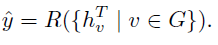 ŷ = R({h_v^T | v ∈ G}).